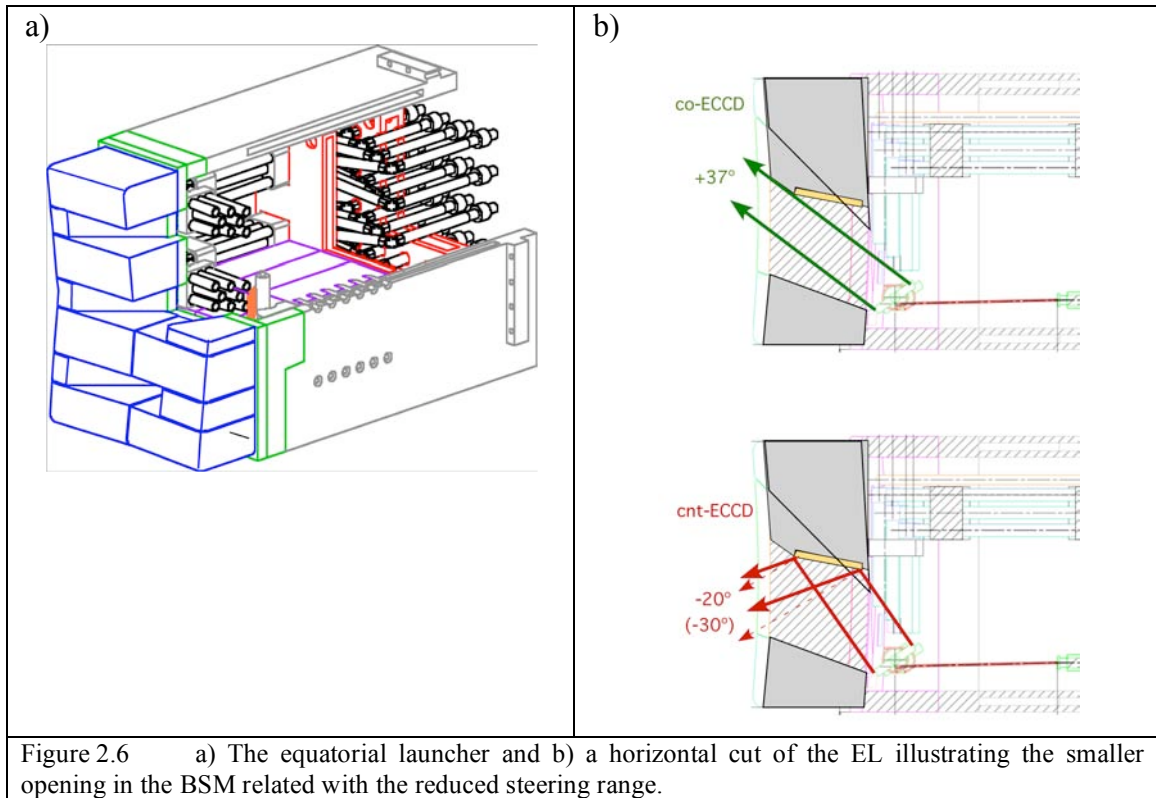 a)
b)
co-ECCD
+37°
cnt-ECCD
-20°
(-30°)
Figure 2.6 a) The equatorial launcher and b) a horizontal cut of the EL illustrating the smaller
opening in the BSM related with the reduced steering range.